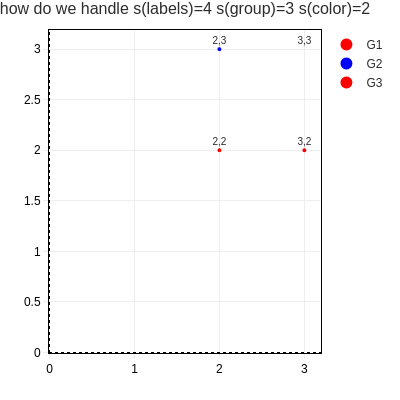 how do we handle s(labels)=4 s(group)=3 s(color)=2
3
2.5
2
1.5
1
0.5
0
0 1 2 3
2,3 3,3
2,2 3,2
G1
G2
G3